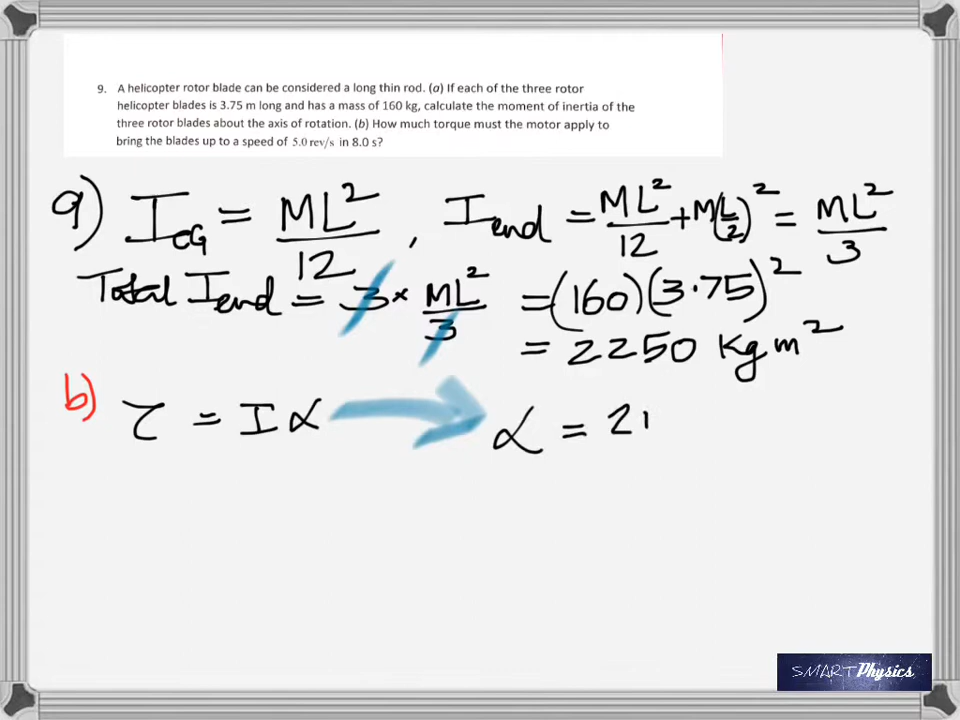 9. A helicopter rotor blade can be considered a long thin rod. (a) If each of the three rotor
helicopter blades is 3.75 m long and has a mass of 160 kg, calculate the moment of inertia of the
three rotor blades about the axis of rotation. (b) How much torque must the motor apply to
bring the blades up to a speed of 5.0 rev/s in 8.0 s?
a) I_CG = ML²/12 , I_end = ML²/12 + M(L/2)² = ML²/3
Total I_end = 3 × ML²/3 = (160)(3.75)²
= 2250 Kg m²
b) τ = Iα α = 21
SMART Physics